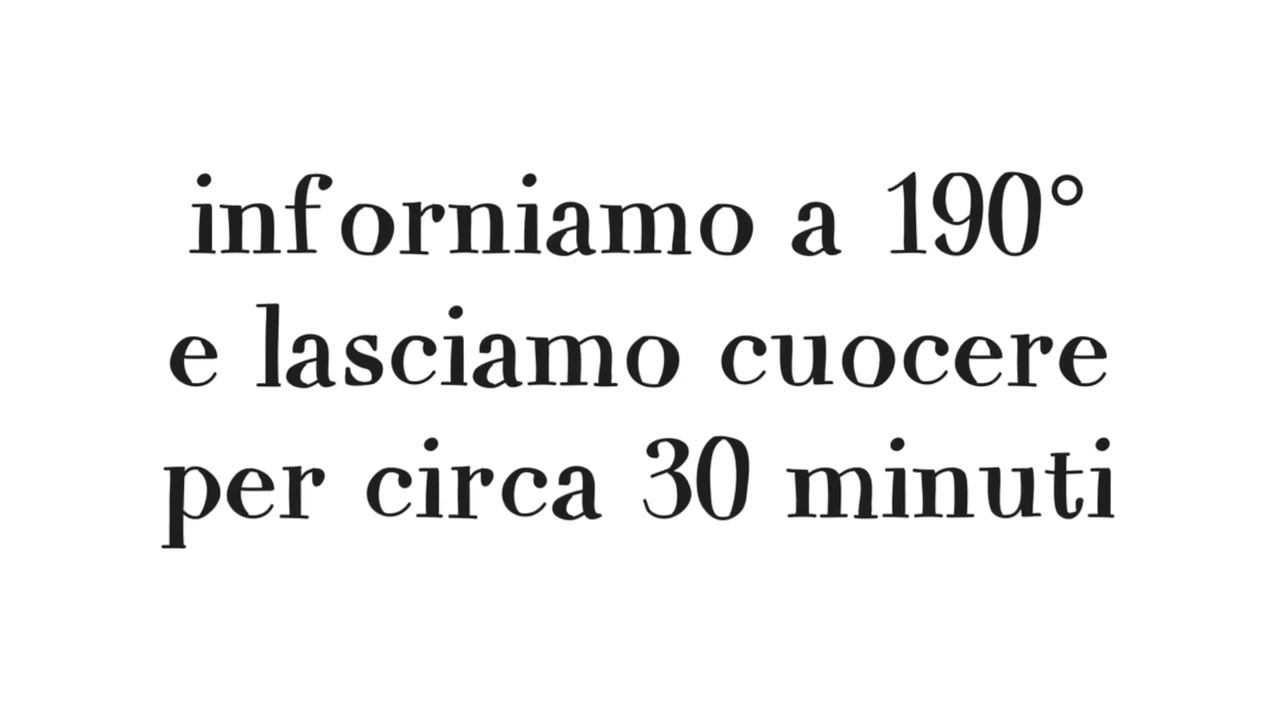 inforniamo a 190°
e lasciamo cuocere
per circa 30 minuti